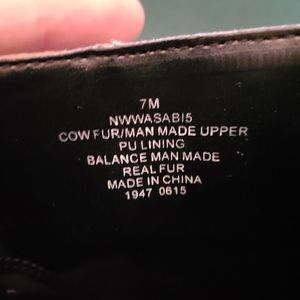 7M
NWWASABI5
COW FUR/MAN MADE UPPER
PU LINING
BALANCE MAN MADE
REAL FUR
MADE IN CHINA
1947 0615